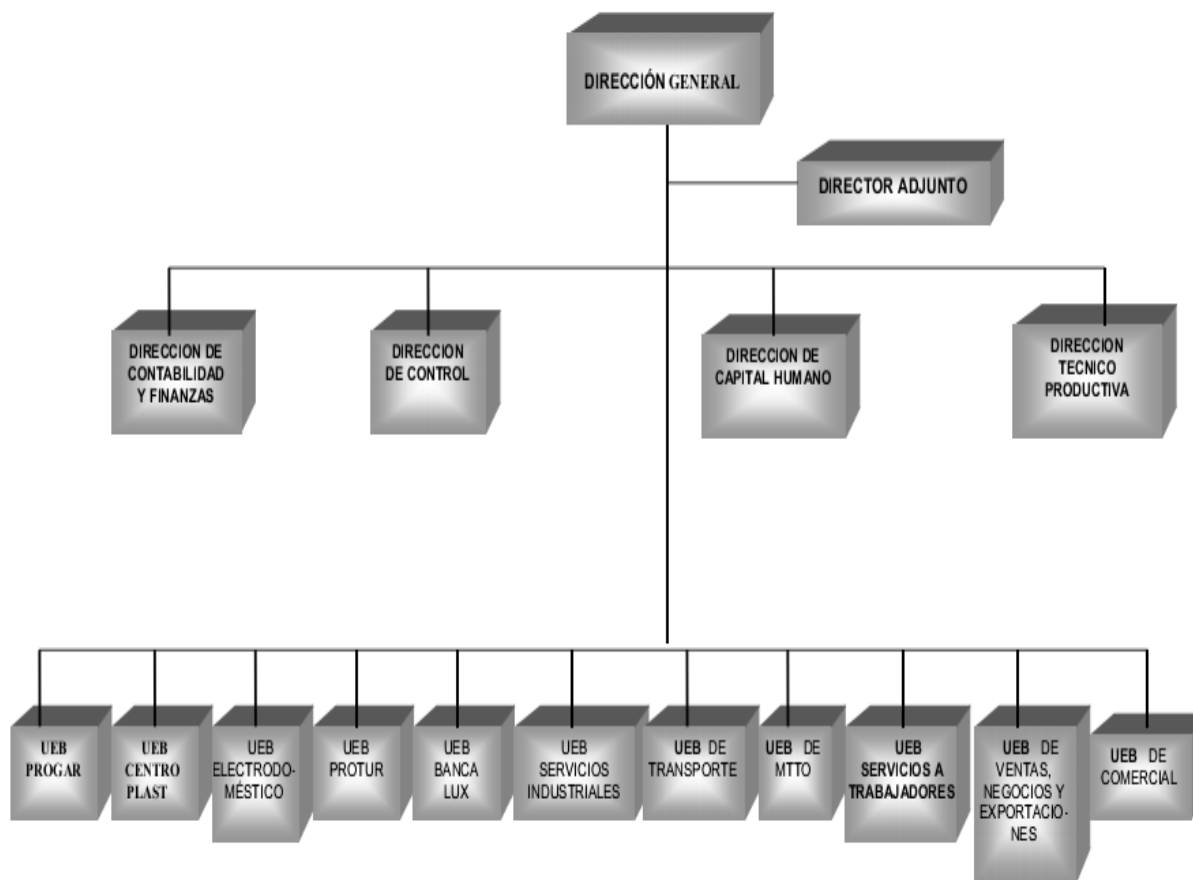 DIRECCIÓN GENERAL
DIRECTOR ADJUNTO
DIRECCION DE
CONTABILIDAD
Y FINANZAS
DIRECCION
DE CONTROL
DIRECCION DE
CAPITAL HUMANO
DIRECCION
TECNICO
PRODUCTIVA
UEB
PROGAR
UEB
CENTRO
PLAST
UEB
ELECTRODO-
MÉSTICO
UEB
PROTUR
UEB
BANCA
LUX
UEB
SERVICIOS
INDUSTRIALES
UEB DE
TRANSPORTE
UEB DE
MTTO
UEB
SERVICIOS A
TRABAJADORES
UEB DE
VENTAS,
NEGOCIOS Y
EXPORTACIO-
NES
UEB DE
COMERCIAL